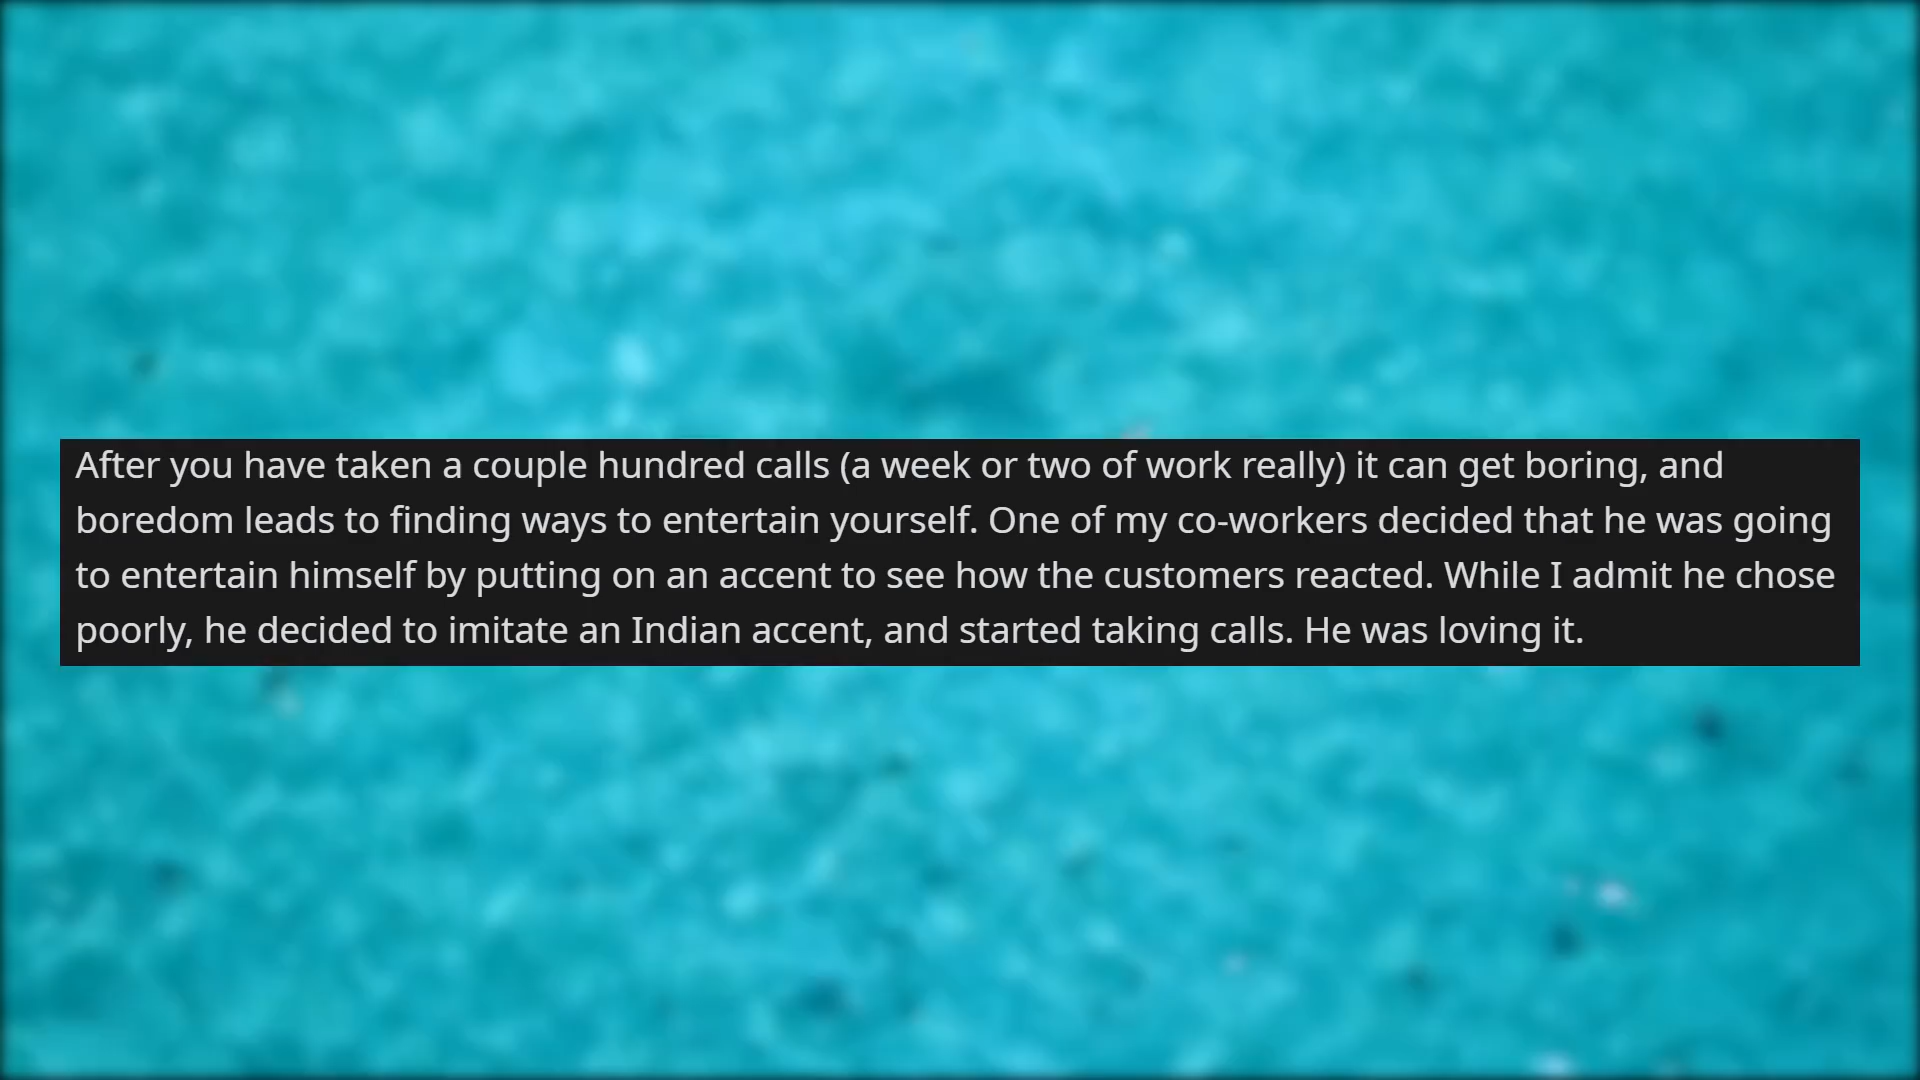 After you have taken a couple hundred calls (a week or two of work really) it can get boring, and
boredom leads to finding ways to entertain yourself. One of my co-workers decided that he was going
to entertain himself by putting on an accent to see how the customers reacted. While I admit he chose
poorly, he decided to imitate an Indian accent, and started taking calls. He was loving it.